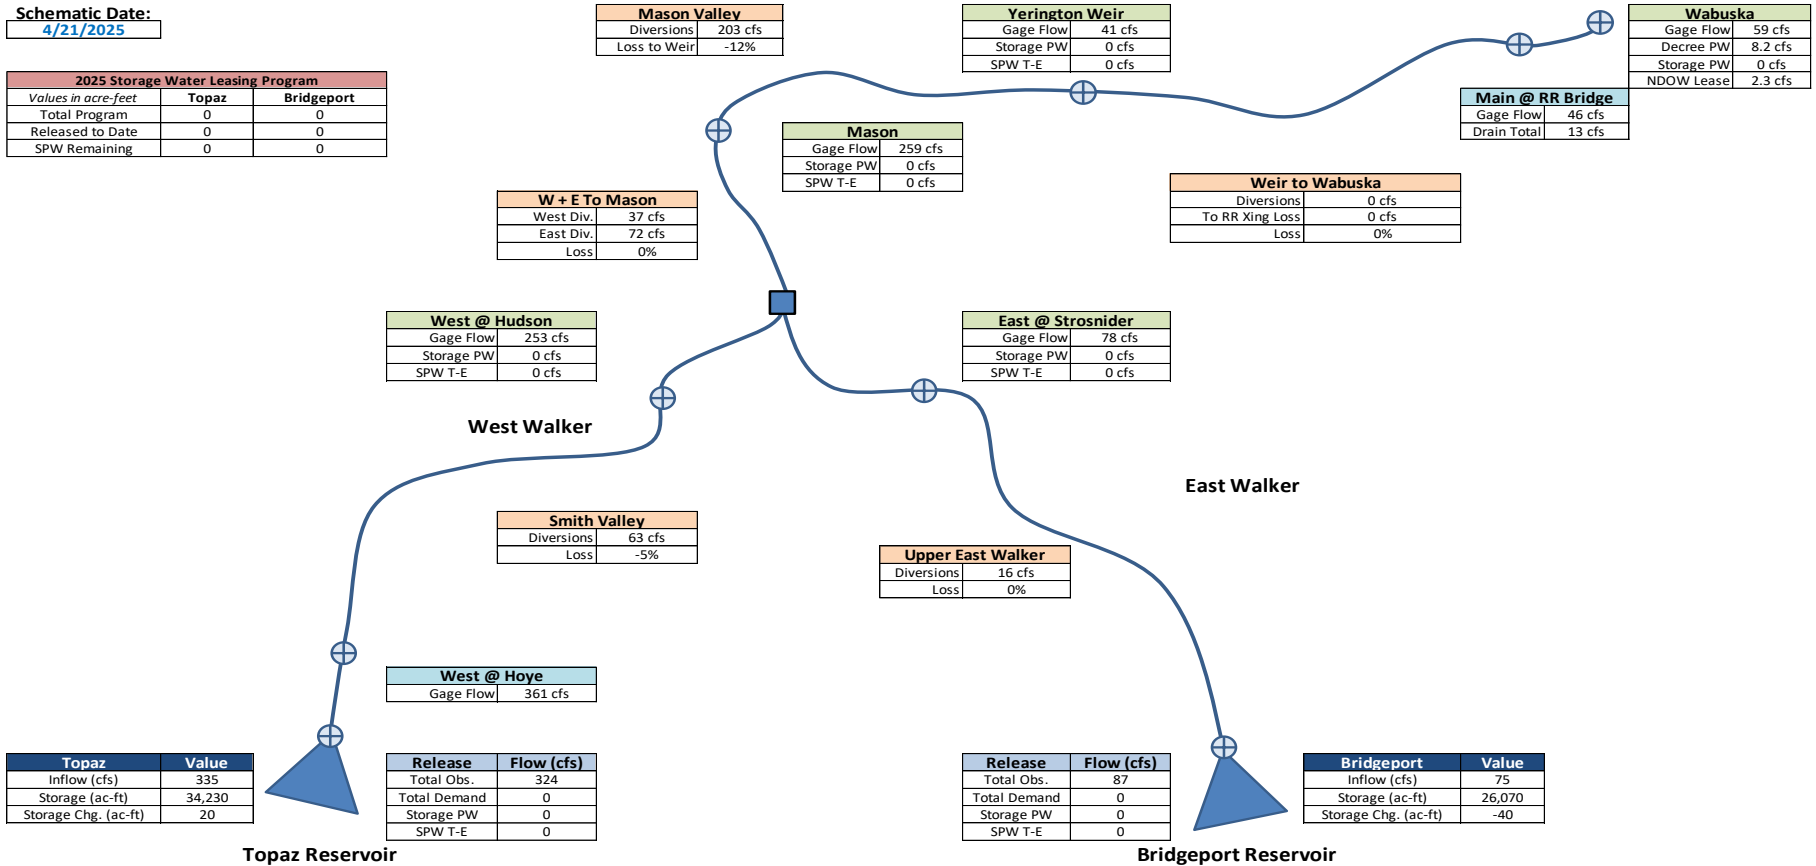 Schematic Date:
4/21/2025
2025 Storage Water Leasing Program
Values in acre-feet Topaz Bridgeport
Total Program 0 0
Released to Date 0 0
SPW Remaining 0 0
Mason Valley
Diversions 203 cfs
Loss to Weir -12%
Yerington Weir
Gage Flow 41 cfs
Storage PW 0 cfs
SPW T-E 0 cfs
Wabuska
Gage Flow 59 cfs
Decree PW 8.2 cfs
Storage PW 0 cfs
NDOW Lease 2.3 cfs
Main @ RR Bridge
Gage Flow 46 cfs
Drain Total 13 cfs
Mason
Gage Flow 259 cfs
Storage PW 0 cfs
SPW T-E 0 cfs
W + E To Mason
West Div. 37 cfs
East Div. 72 cfs
Loss 0%
Weir to Wabuska
Diversions 0 cfs
To RR Xing Loss 0 cfs
Loss 0%
West @ Hudson
Gage Flow 253 cfs
Storage PW 0 cfs
SPW T-E 0 cfs
East @ Strosnider
Gage Flow 78 cfs
Storage PW 0 cfs
SPW T-E 0 cfs
West Walker
East Walker
Smith Valley
Diversions 63 cfs
Loss -5%
Upper East Walker
Diversions 16 cfs
Loss 0%
West @ Hoye
Gage Flow 361 cfs
Topaz Value
Inflow (cfs) 335
Storage (ac-ft) 34,230
Storage Chg. (ac-ft) 20
Release Flow (cfs)
Total Obs. 324
Total Demand 0
Storage PW 0
SPW T-E 0
Release Flow (cfs)
Total Obs. 87
Total Demand 0
Storage PW 0
SPW T-E 0
Bridgeport Value
Inflow (cfs) 75
Storage (ac-ft) 26,070
Storage Chg. (ac-ft) -40
Topaz Reservoir
Bridgeport Reservoir